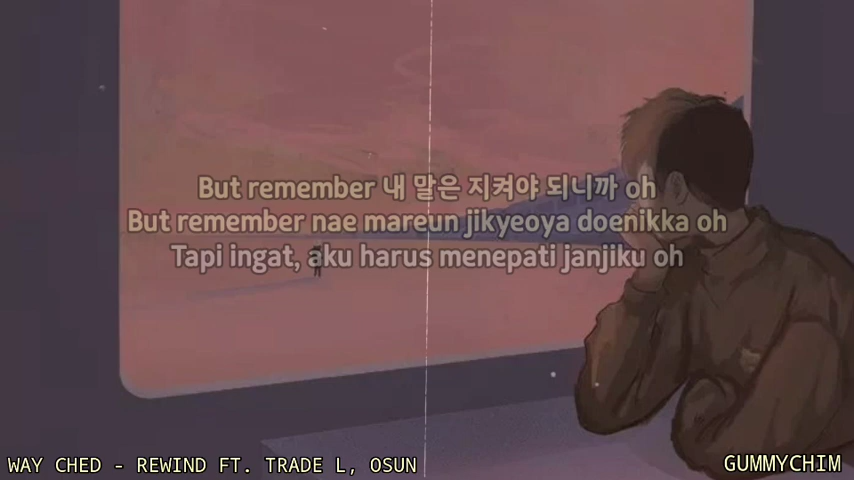 But remember 내 말은 지켜야 되니까 oh
But remember nae mareun jikyeoya doenikka oh
Tapi ingat, aku harus menepati janjiku oh
WAY CHED - REWIND FT. TRADE L, OSUN
GUMMYCHIM